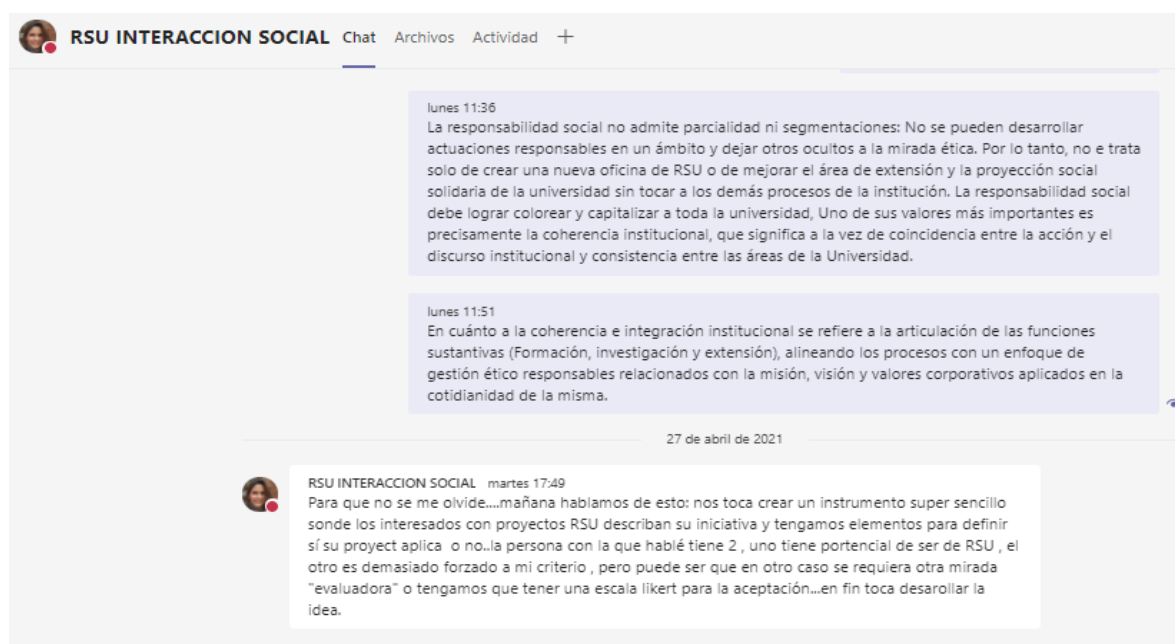 RSU INTERACCION SOCIAL Chat Archivos Actividad +
lunes 11:36
La responsabilidad social no admite parcialidad ni segmentaciones: No se pueden desarrollar
actuaciones responsables en un ámbito y dejar otros ocultos a la mirada ética. Por lo tanto, no e trata
solo de crear una nueva oficina de RSU o de mejorar el área de extensión y la proyección social
solidaria de la universidad sin tocar a los demás procesos de la institución. La responsabilidad social
debe lograr colorear y capitalizar a toda la universidad, Uno de sus valores más importantes es
precisamente la coherencia institucional, que significa a la vez de coincidencia entre la acción y el
discurso institucional y consistencia entre las áreas de la Universidad.
lunes 11:51
En cuánto a la coherencia e integración institucional se refiere a la articulación de las funciones
sustantivas (Formación, investigación y extensión), alineando los procesos con un enfoque de
gestión ético responsables relacionados con la misión, visión y valores corporativos aplicados en la
cotidianidad de la misma.
27 de abril de 2021
RSU INTERACCION SOCIAL martes 17:49
Para que no se me olvide....mañana hablamos de esto: nos toca crear un instrumento super sencillo
sonde los interesados con proyectos RSU describan su iniciativa y tengamos elementos para definir
sí su proyect aplica o no..la persona con la que hablé tiene 2 , uno tiene portencial de ser de RSU , el
otro es demasiado forzado a mi criterio , pero puede ser que en otro caso se requiera otra mirada
"evaluadora" o tengamos que tener una escala likert para la aceptación...en fin toca desarollar la
idea.